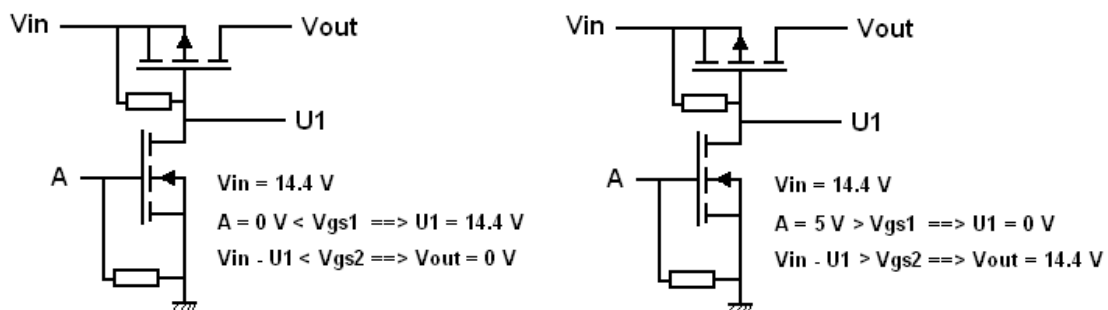 Vin
Vout
U1
A
Vin = 14.4 V
A = 0 V < Vgs1 ==> U1 = 14.4 V
Vin - U1 < Vgs2 ==> Vout = 0 V
Vin
Vout
U1
A
Vin = 14.4 V
A = 5 V > Vgs1 ==> U1 = 0 V
Vin - U1 > Vgs2 ==> Vout = 14.4 V